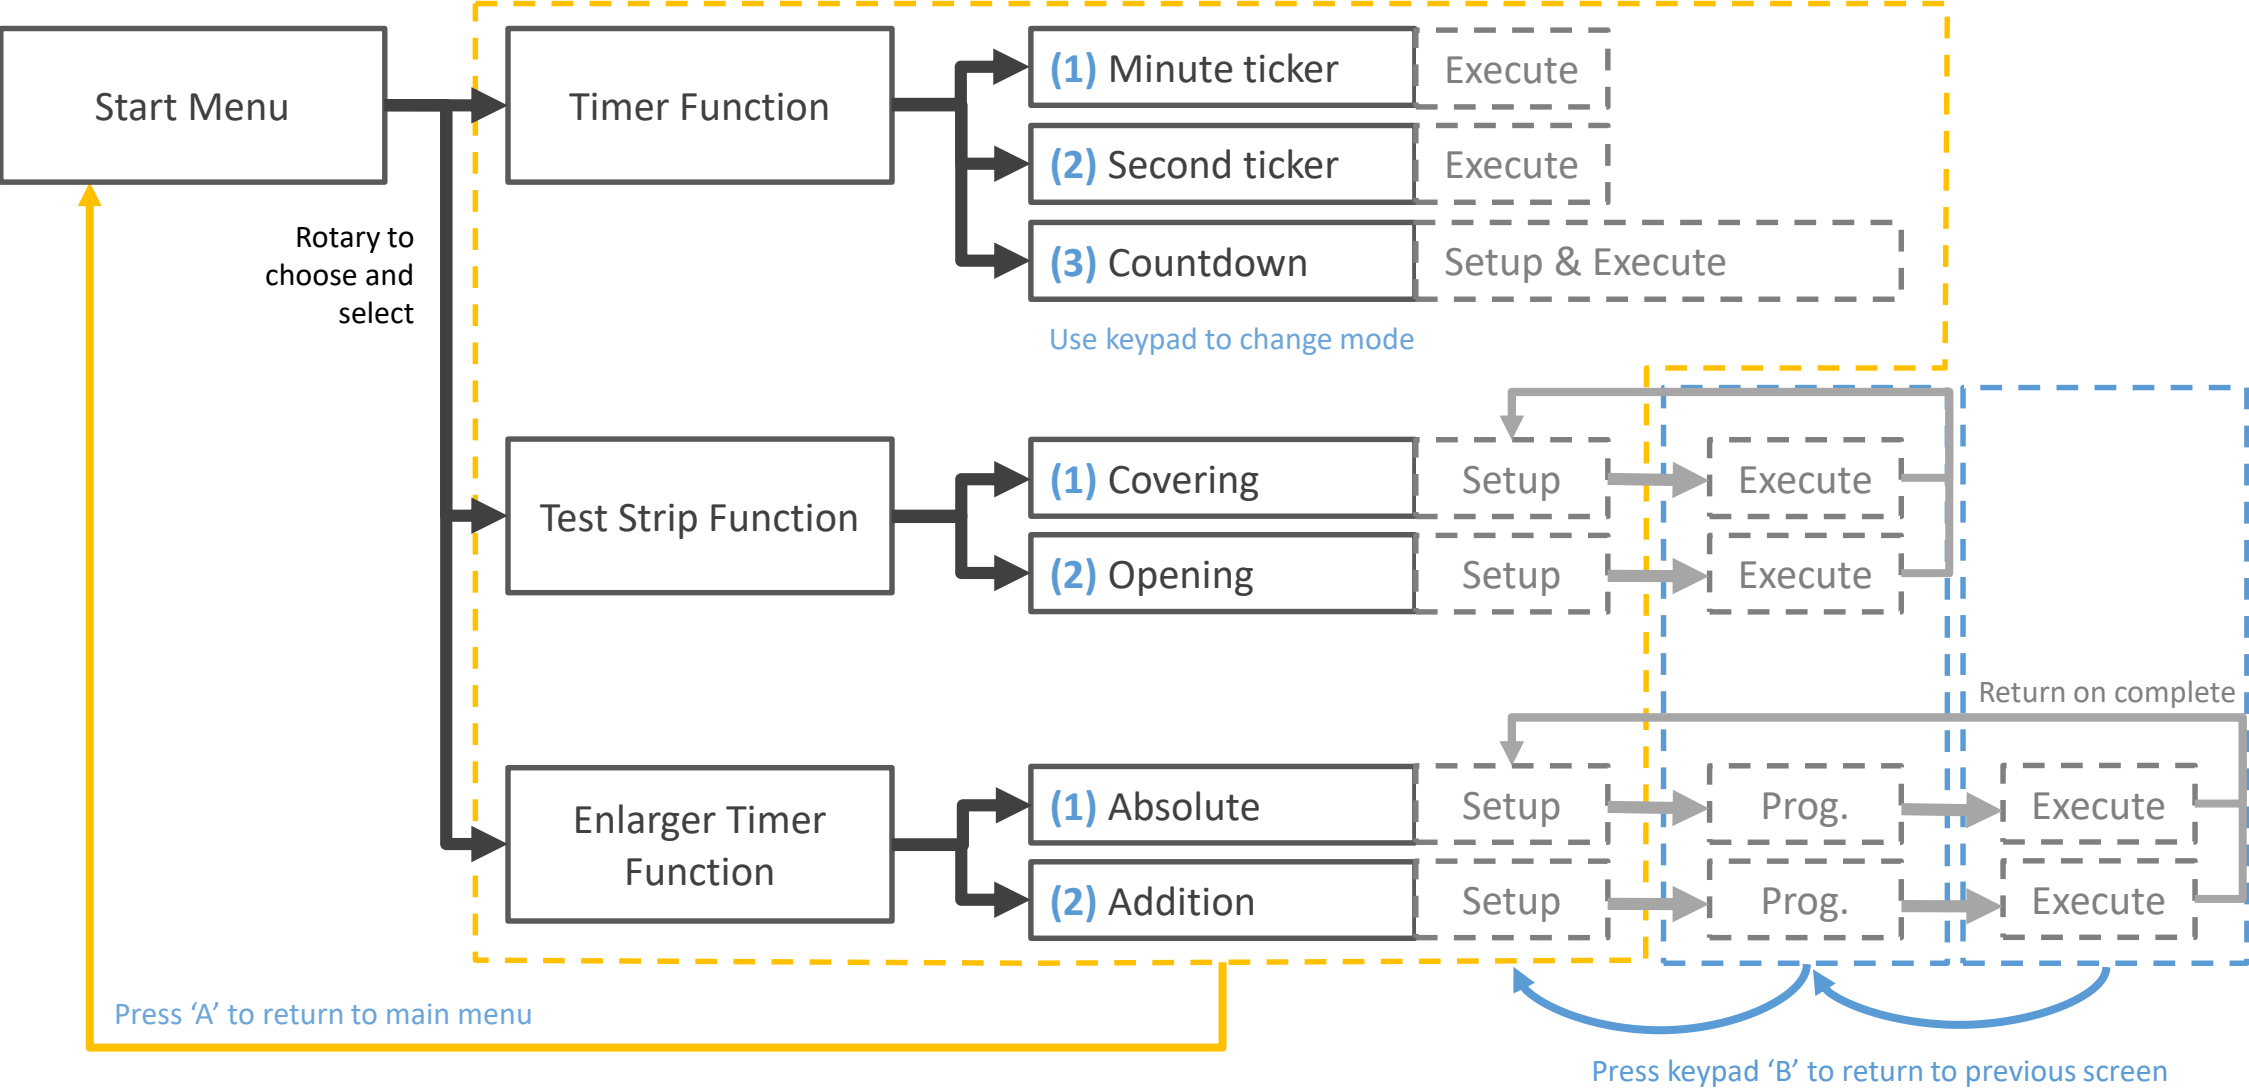 Start Menu
Timer Function
(1) Minute ticker
Execute
(2) Second ticker
Execute
(3) Countdown
Setup & Execute
Rotary to
choose and
select
Use keypad to change mode
Test Strip Function
(1) Covering
Setup
Execute
(2) Opening
Setup
Execute
Return on complete
Enlarger Timer
Function
(1) Absolute
Setup
Prog.
Execute
(2) Addition
Setup
Prog.
Execute
Press ‘A’ to return to main menu
Press keypad ‘B’ to return to previous screen